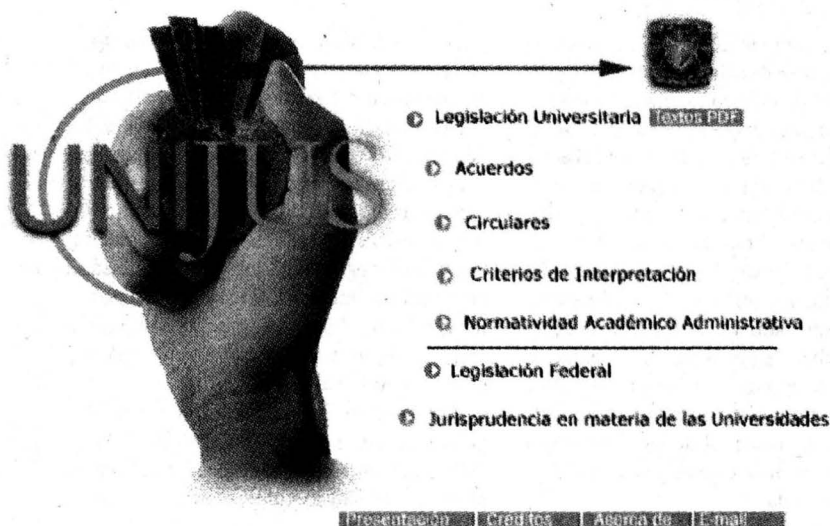 UNIJUS
Legislación Universitaria Textos PDF
Acuerdos
Circulares
Criterios de Interpretación
Normatividad Académico Administrativa
Legislación Federal
Jurisprudencia en materia de las Universidades
Presentación Créditos Acerca de E-mail